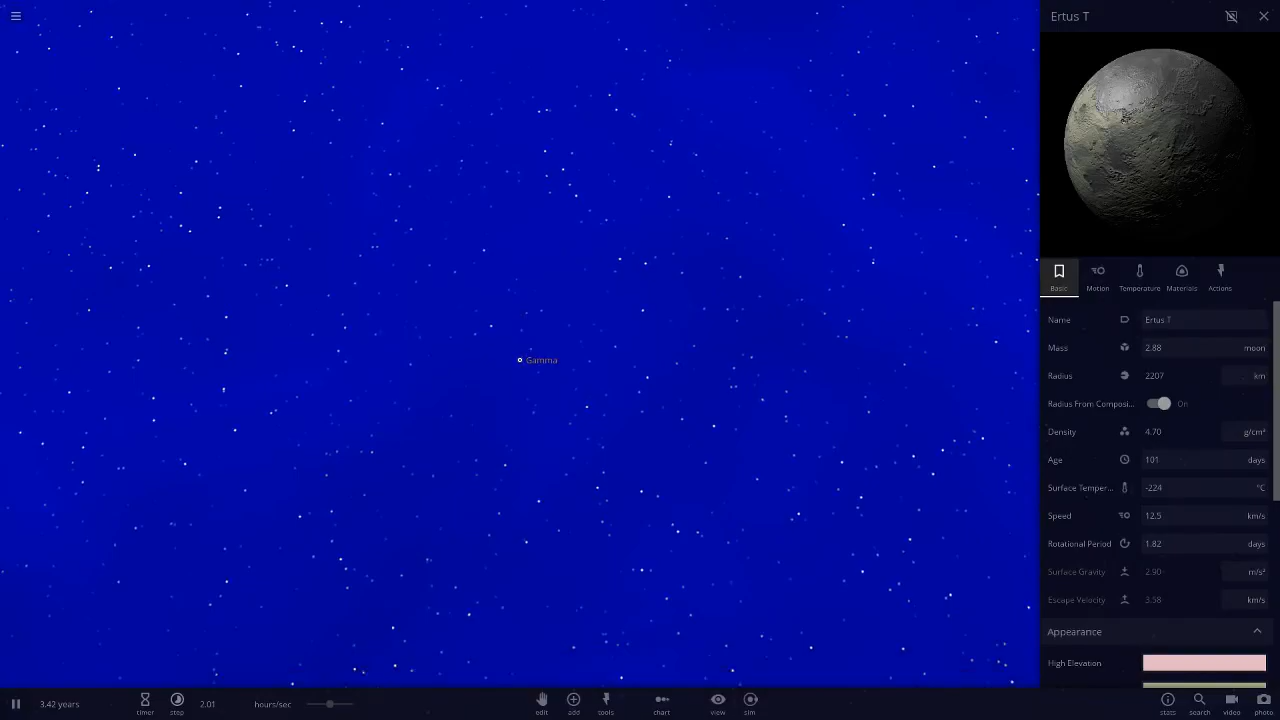 Ertus T
Gamma
Basic
Motion
Temperature
Materials
Actions
Name Ertus T
Mass 2.88 moon
Radius 2207 km
Radius From Composi... On
Density 4.70 g/cm³
Age 101 days
Surface Temper... -224 °C
Speed 12.5 km/s
Rotational Period 1.82 days
Surface Gravity 2.90 m/s²
Escape Velocity 3.58 km/s
Appearance
High Elevation
3.42 years
timer
step
2.01 hours/sec
edit
add
tools
chart
view
sim
stats
search
video
photo